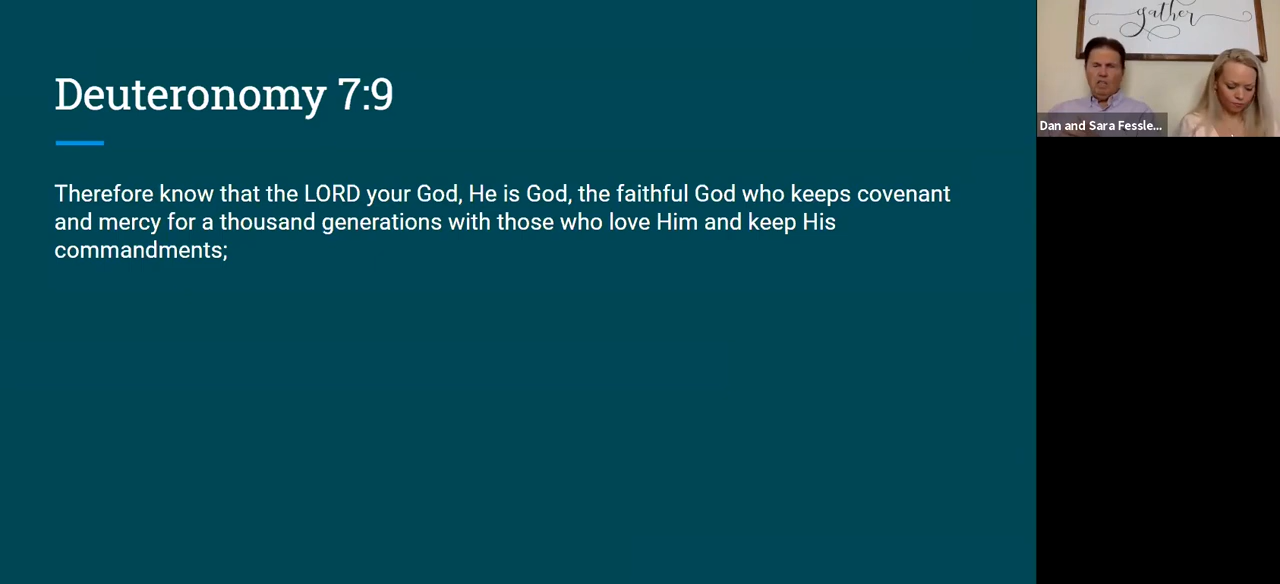 Deuteronomy 7:9
Therefore know that the LORD your God, He is God, the faithful God who keeps covenant
and mercy for a thousand generations with those who love Him and keep His
commandments;
gather
Dan and Sara Fessle...